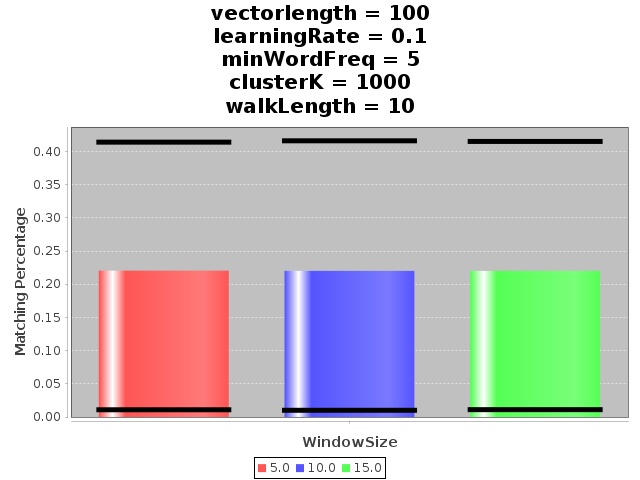 vectorlength = 100
learningRate = 0.1
minWordFreq = 5
clusterK = 1000
walkLength = 10
0.40
0.35
0.30
0.25
0.20
0.15
0.10
0.05
0.00
Matching Percentage
WindowSize
5.0 10.0 15.0